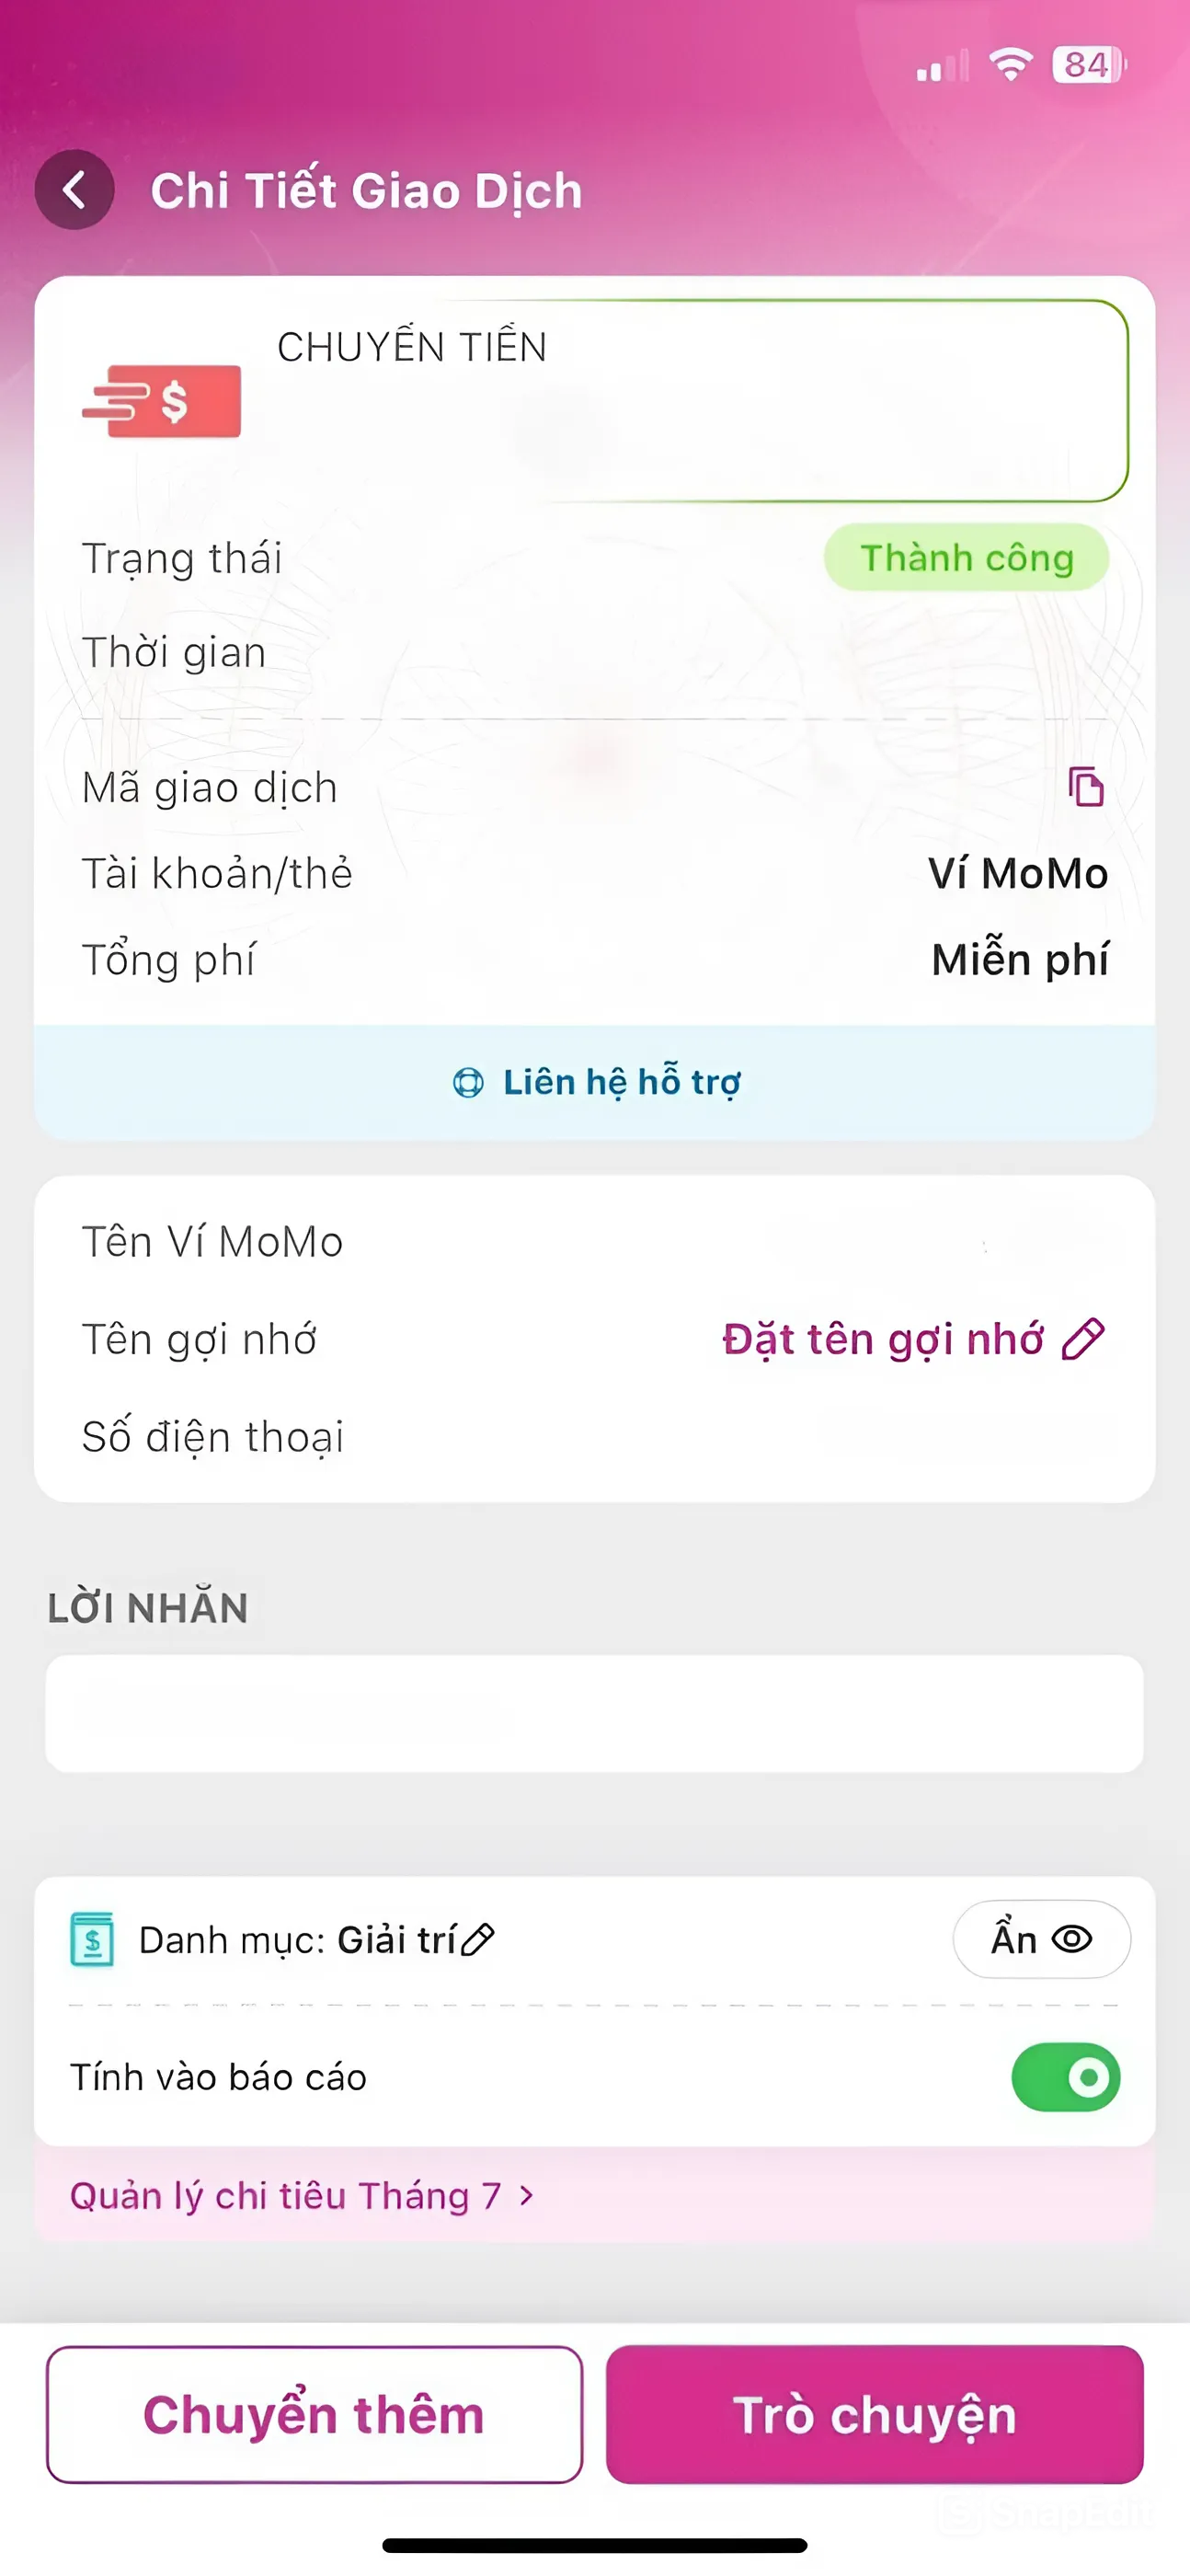 84
Chi Tiết Giao Dịch
CHUYẾN TIẾN
$
Trạng thái
Thành công
Thời gian
Mã giao dịch
Tài khoản/thẻ
Ví MoMo
Tổng phí
Miễn phí
Liên hệ hỗ trợ
Tên Ví MoMo
Tên gợi nhớ
Đặt tên gợi nhớ
Số điện thoại
LỜI NHẮN
$
Danh mục: Giải trí
Ẩn
Tính vào báo cáo
Quản lý chi tiêu Tháng 7 >
Chuyển thêm
Trò chuyện
SnapEdit